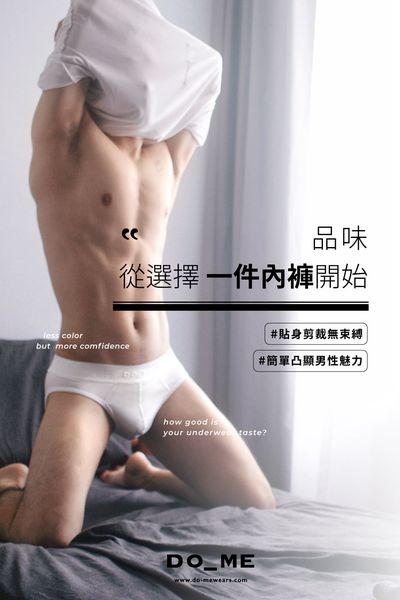 “
品味
從選擇 一件內褲開始
#貼身剪裁無束縛
#簡單凸顯男性魅力
less color
but more comfidence
how good is
your underwear taste?
DO_ME
www.do-mewears.com